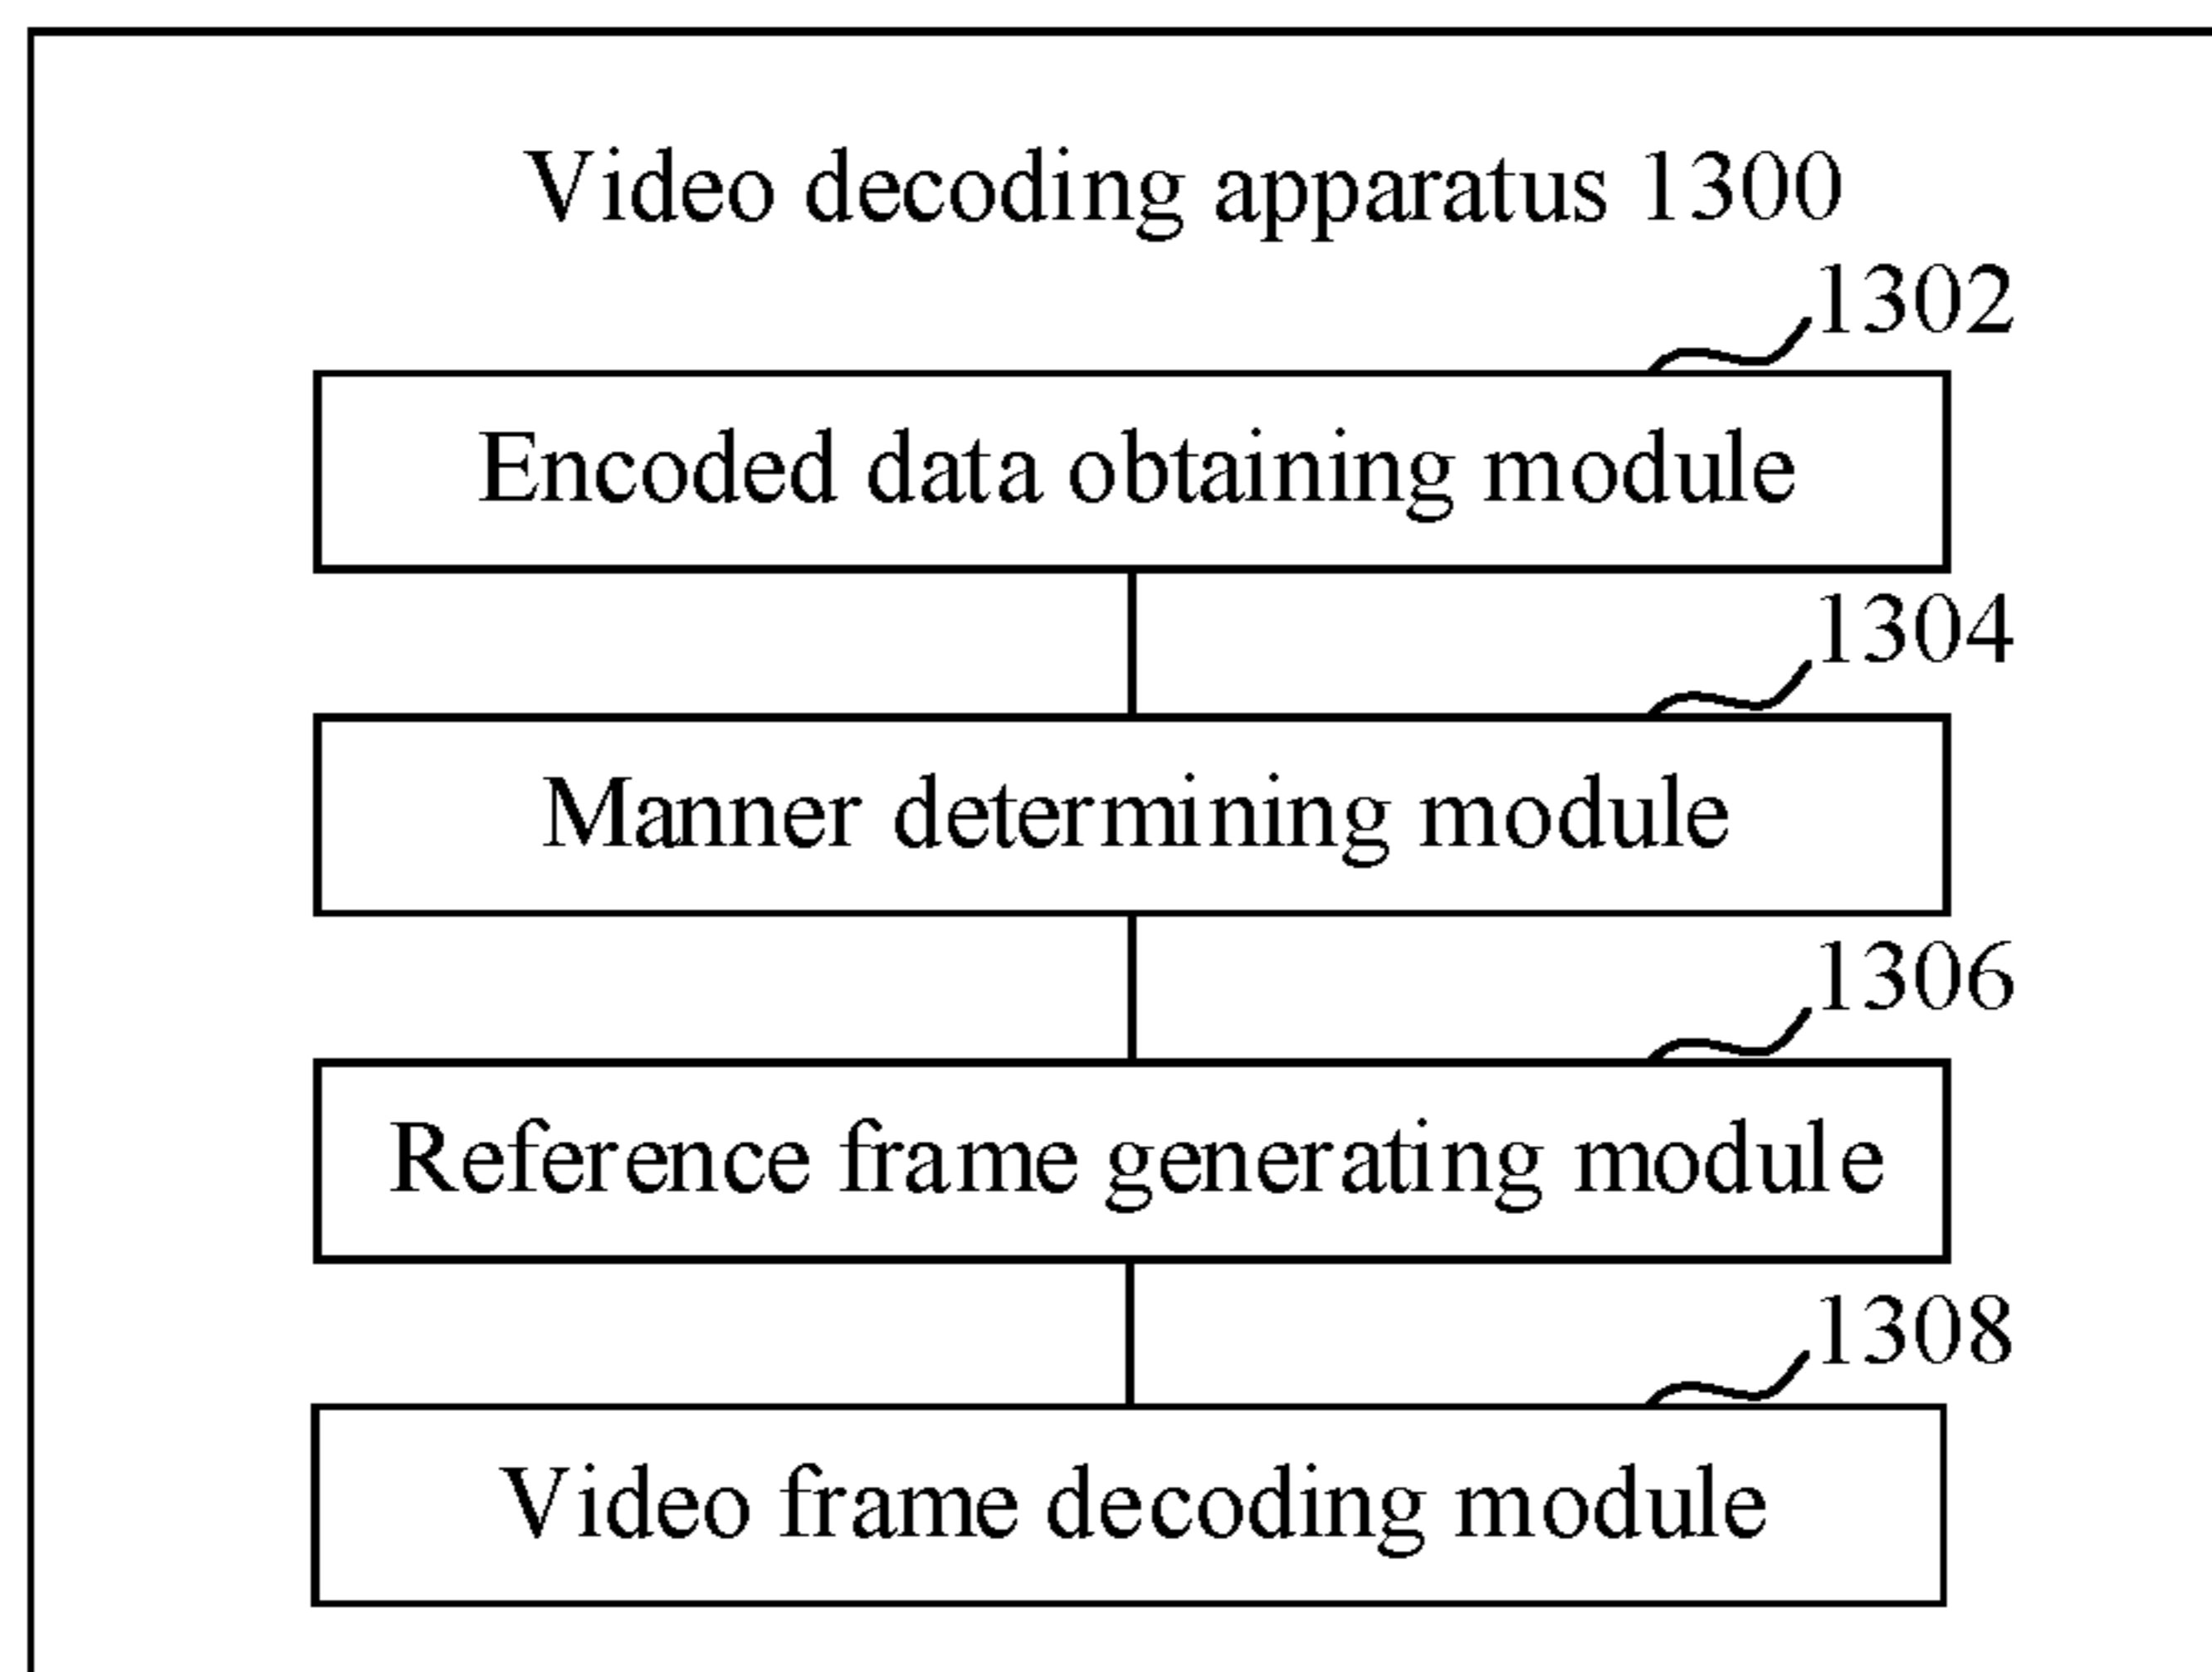 Video decoding apparatus 1300
1302
Encoded data obtaining module
1304
Manner determining module
1306
Reference frame generating module
1308
Video frame decoding module